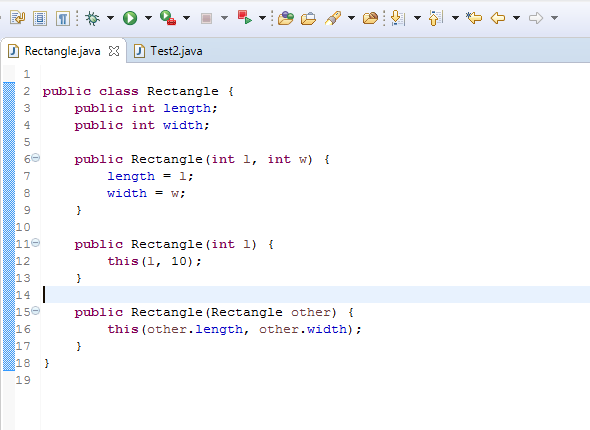 Rectangle.java Test2.java
1
2 public class Rectangle {
3     public int length;
4     public int width;
5
6     public Rectangle(int l, int w) {
7         length = l;
8         width = w;
9     }
10
11     public Rectangle(int l) {
12         this(l, 10);
13     }
14
15     public Rectangle(Rectangle other) {
16         this(other.length, other.width);
17     }
18 }
19